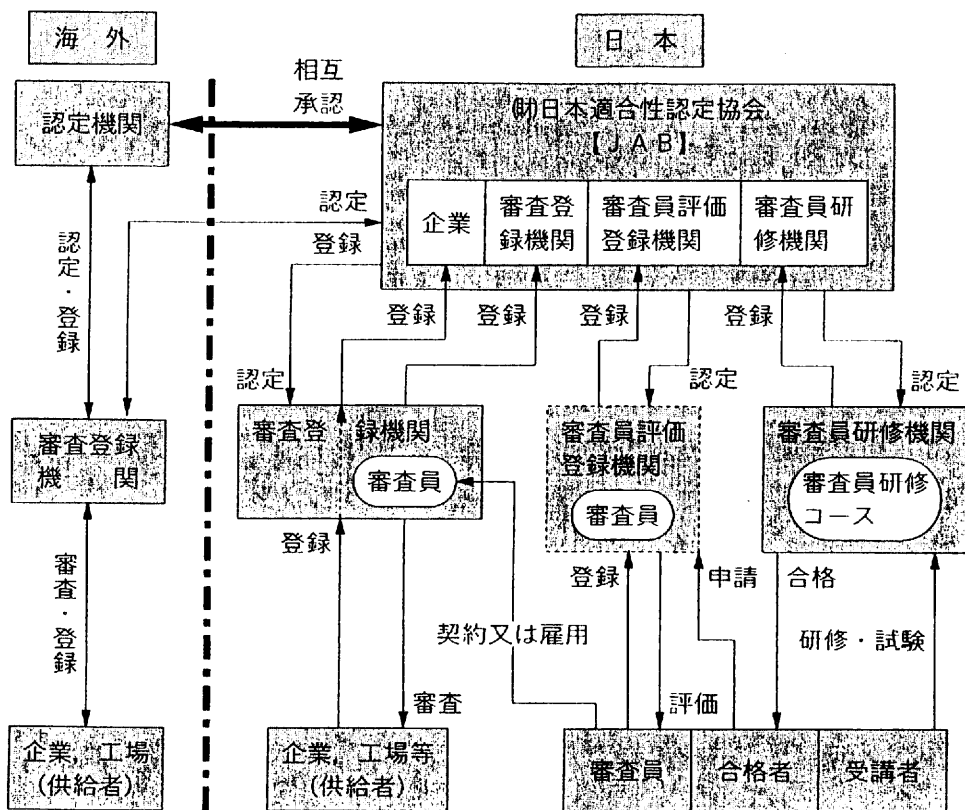 海 外
日 本
相互
承認
認定機関
(財)日本適合性認定協会
【JAB】
企業
審査登
録機関
審査員評価
登録機関
審査員研
修機関
認定
登録
認定・登録
登録
登録
登録
登録
認定
認定
認定
審査登録
機 関
審査登 録機関
審査員
審査員評価
登録機関
審査員
審査員研修機関
審査員研修
コース
審査・登録
登録
登録
申請
合格
契約又は雇用
研修・試験
審査
評価
企業,工場
(供給者)
企業,工場等
(供給者)
審査員
合格者
受講者